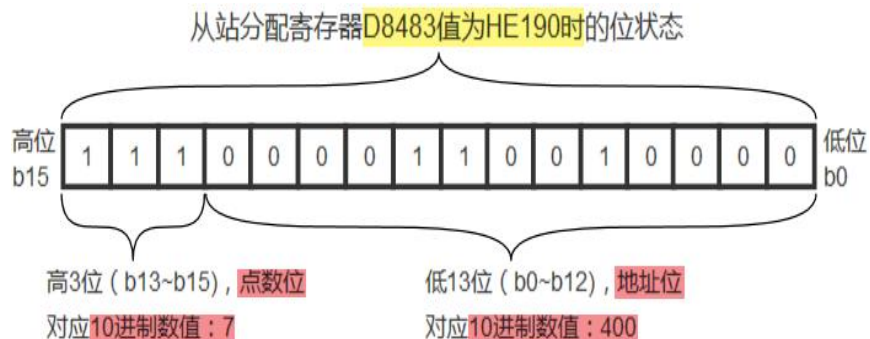 从站分配寄存器D8483值为HE190时的位状态
高位 1 1 1 0 0 0 0 1 1 0 0 1 0 0 0 0 低位
b15 b0
高3位（b13~b15），点数位 低13位（b0~b12），地址位
对应10进制数值：7 对应10进制数值：400